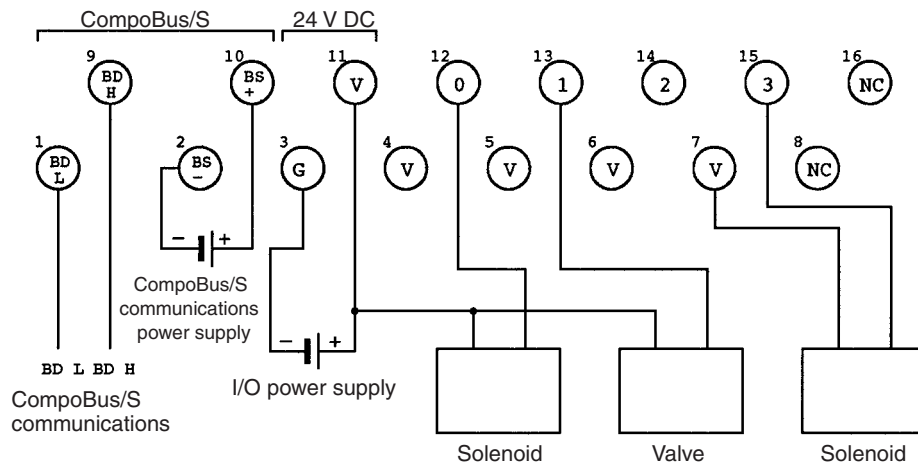 CompoBus/S 24 V DC
9 10 11 12 13 14 15 16
BD H BS + V 0 1 2 3 NC
1 2 3 4 5 6 7 8
BD L BS − G V V V V NC
− +
CompoBus/S
communications
power supply
− +
I/O power supply
BD L BD H
CompoBus/S
communications
Solenoid Valve Solenoid